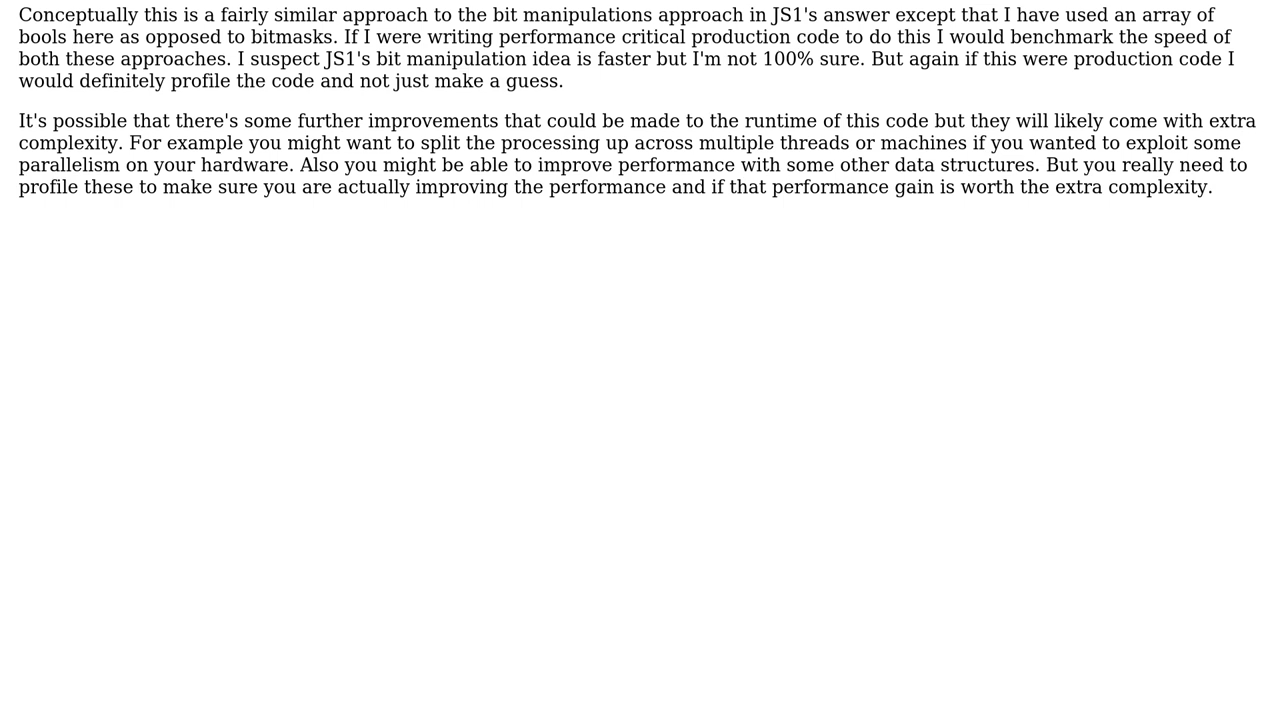 Conceptually this is a fairly similar approach to the bit manipulations approach in JS1's answer except that I have used an array of
bools here as opposed to bitmasks. If I were writing performance critical production code to do this I would benchmark the speed of
both these approaches. I suspect JS1's bit manipulation idea is faster but I'm not 100% sure. But again if this were production code I
would definitely profile the code and not just make a guess.
It's possible that there's some further improvements that could be made to the runtime of this code but they will likely come with extra
complexity. For example you might want to split the processing up across multiple threads or machines if you wanted to exploit some
parallelism on your hardware. Also you might be able to improve performance with some other data structures. But you really need to
profile these to make sure you are actually improving the performance and if that performance gain is worth the extra complexity.